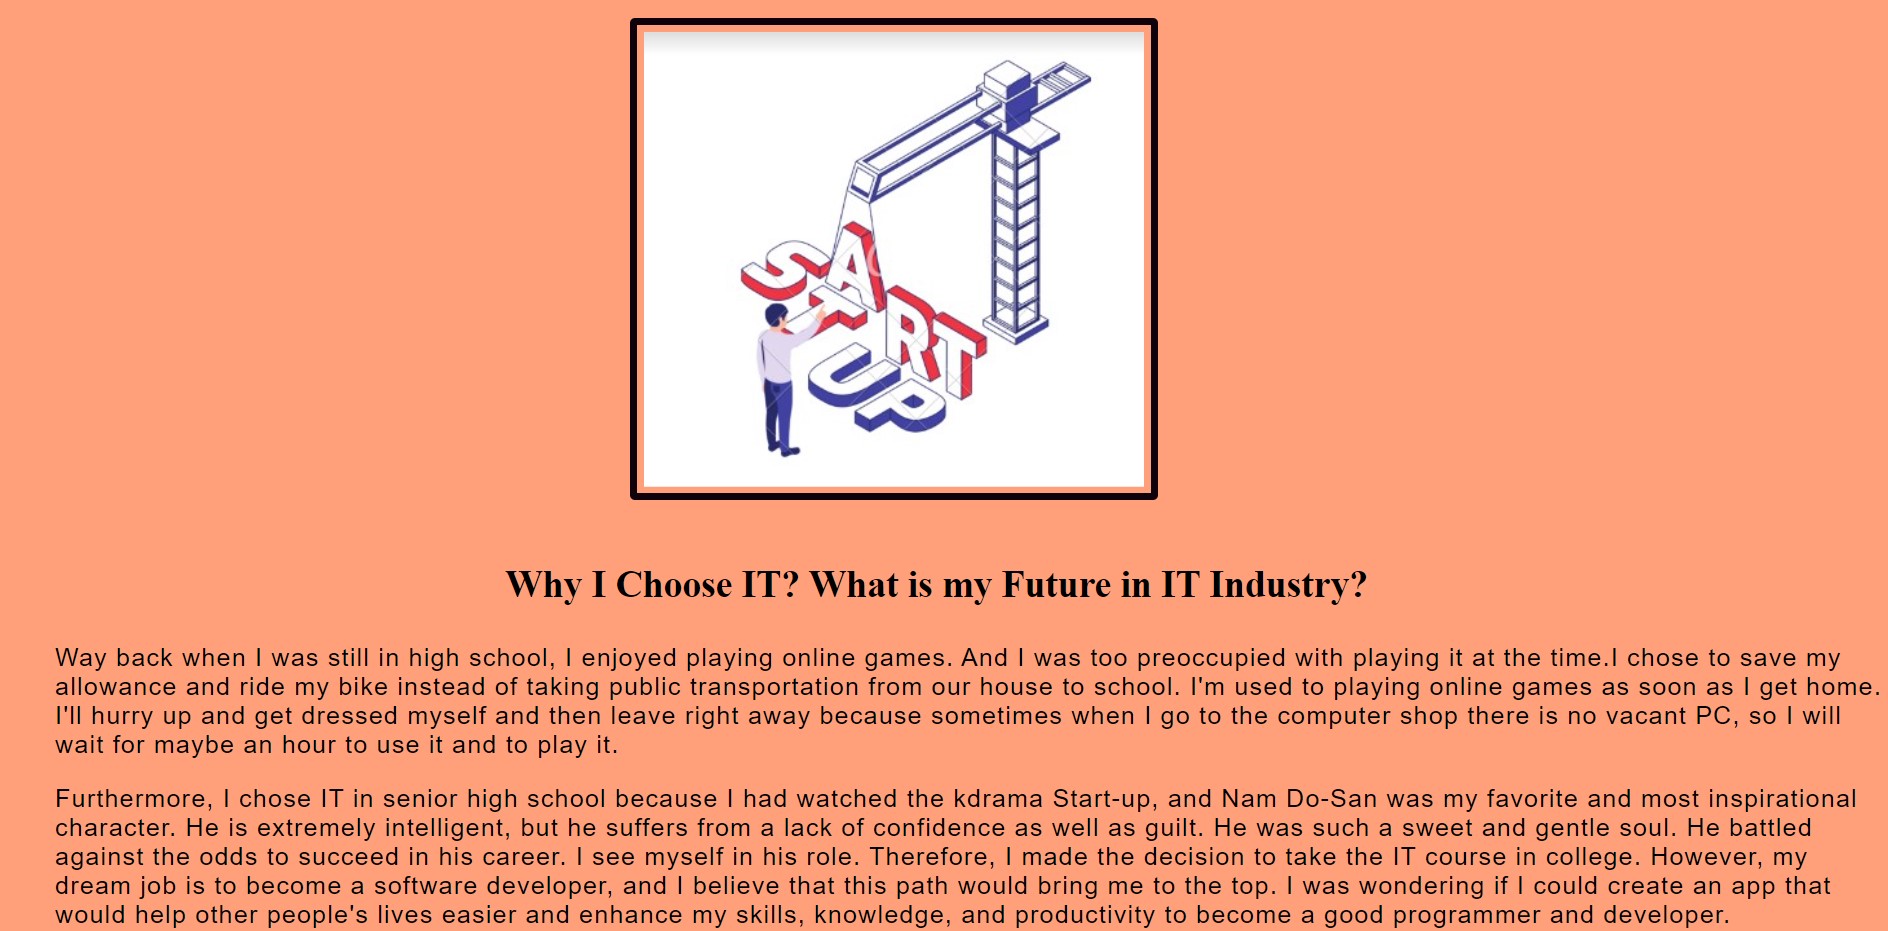 START
UP
Why I Choose IT? What is my Future in IT Industry?
Way back when I was still in high school, I enjoyed playing online games. And I was too preoccupied with playing it at the time.I chose to save my
allowance and ride my bike instead of taking public transportation from our house to school. I'm used to playing online games as soon as I get home.
I'll hurry up and get dressed myself and then leave right away because sometimes when I go to the computer shop there is no vacant PC, so I will
wait for maybe an hour to use it and to play it.
Furthermore, I chose IT in senior high school because I had watched the kdrama Start-up, and Nam Do-San was my favorite and most inspirational
character. He is extremely intelligent, but he suffers from a lack of confidence as well as guilt. He was such a sweet and gentle soul. He battled
against the odds to succeed in his career. I see myself in his role. Therefore, I made the decision to take the IT course in college. However, my
dream job is to become a software developer, and I believe that this path would bring me to the top. I was wondering if I could create an app that
would help other people's lives easier and enhance my skills, knowledge, and productivity to become a good programmer and developer.